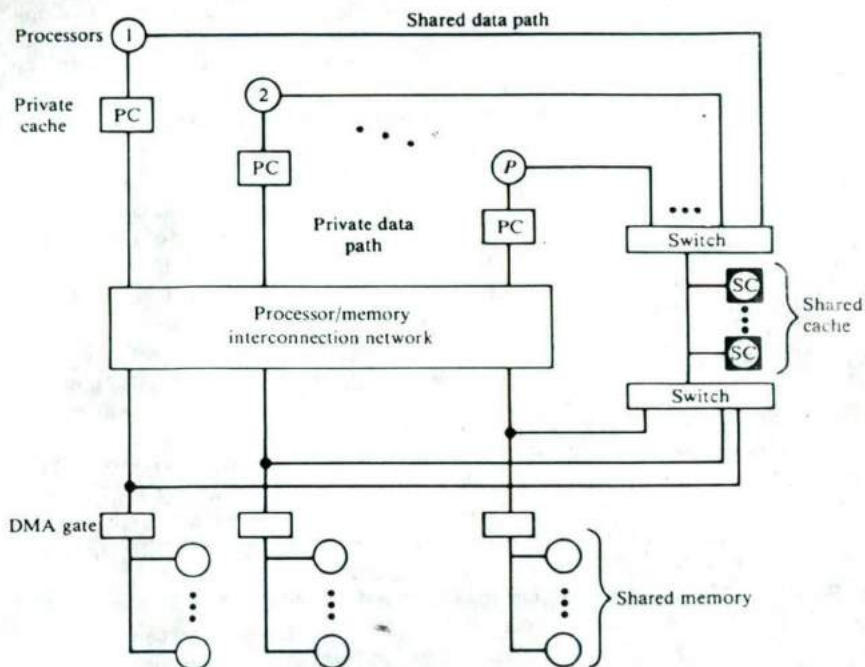 Shared data path
Processors
1
Private
cache
PC
2
PC
P
PC
Private data
path
Switch
SC
SC
Shared
cache
Processor/memory
interconnection network
Switch
DMA gate
Shared memory